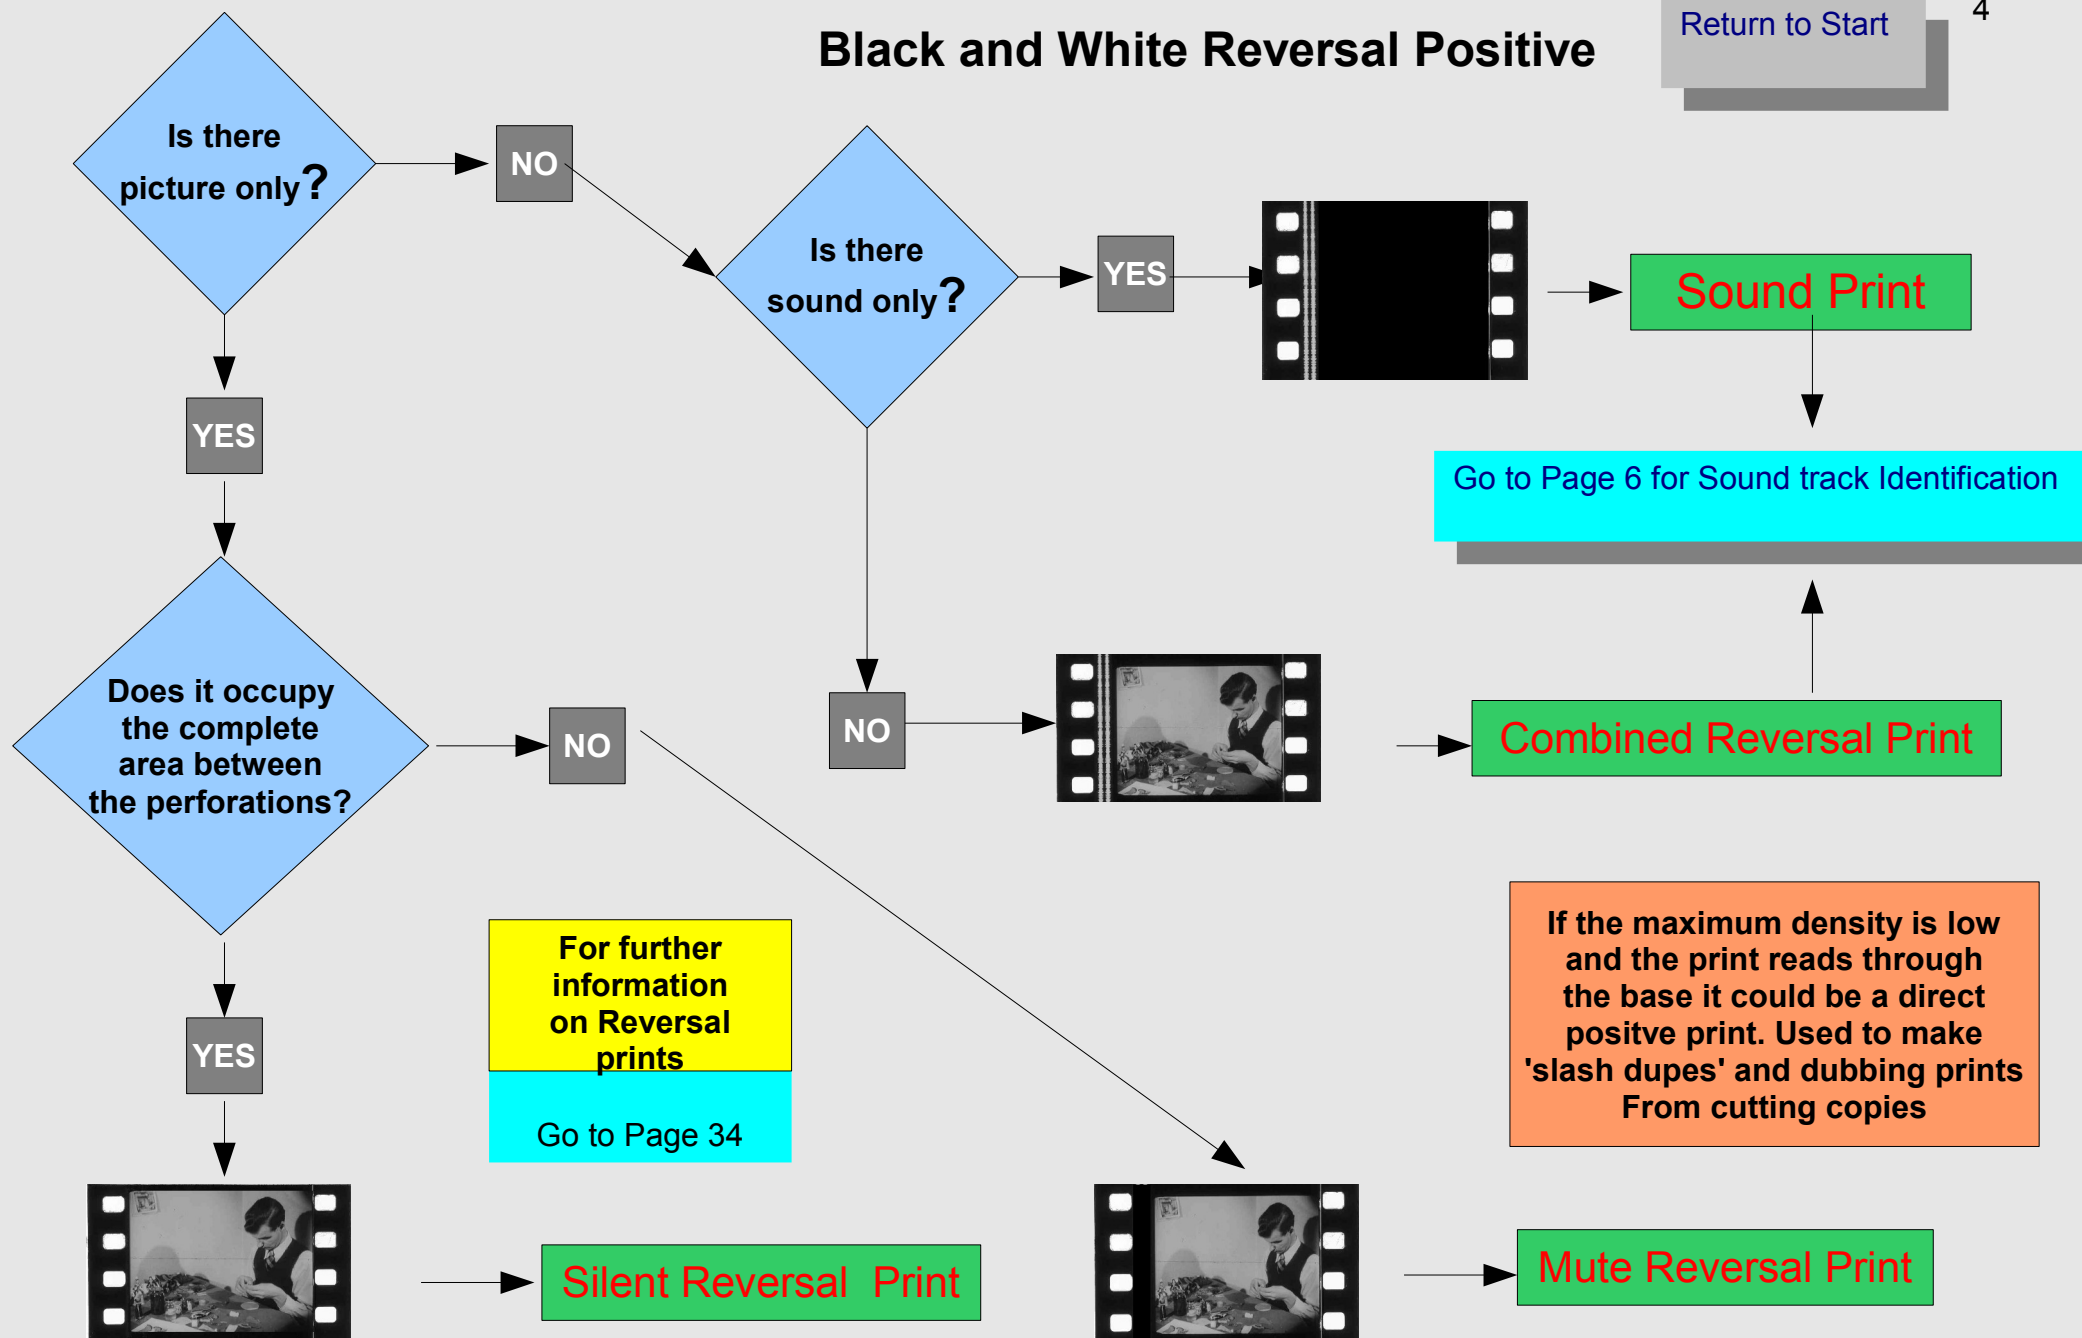 Black and White Reversal Positive
Return to Start
4
Is there
picture only?
NO
Is there
sound only?
YES
Sound Print
YES
Go to Page 6 for Sound track Identification
Does it occupy
the complete
area between
the perforations?
NO
NO
Combined Reversal Print
For further
information
on Reversal
prints
Go to Page 34
If the maximum density is low
and the print reads through
the base it could be a direct
positve print. Used to make
'slash dupes' and dubbing prints
From cutting copies
YES
Silent Reversal  Print
Mute Reversal Print